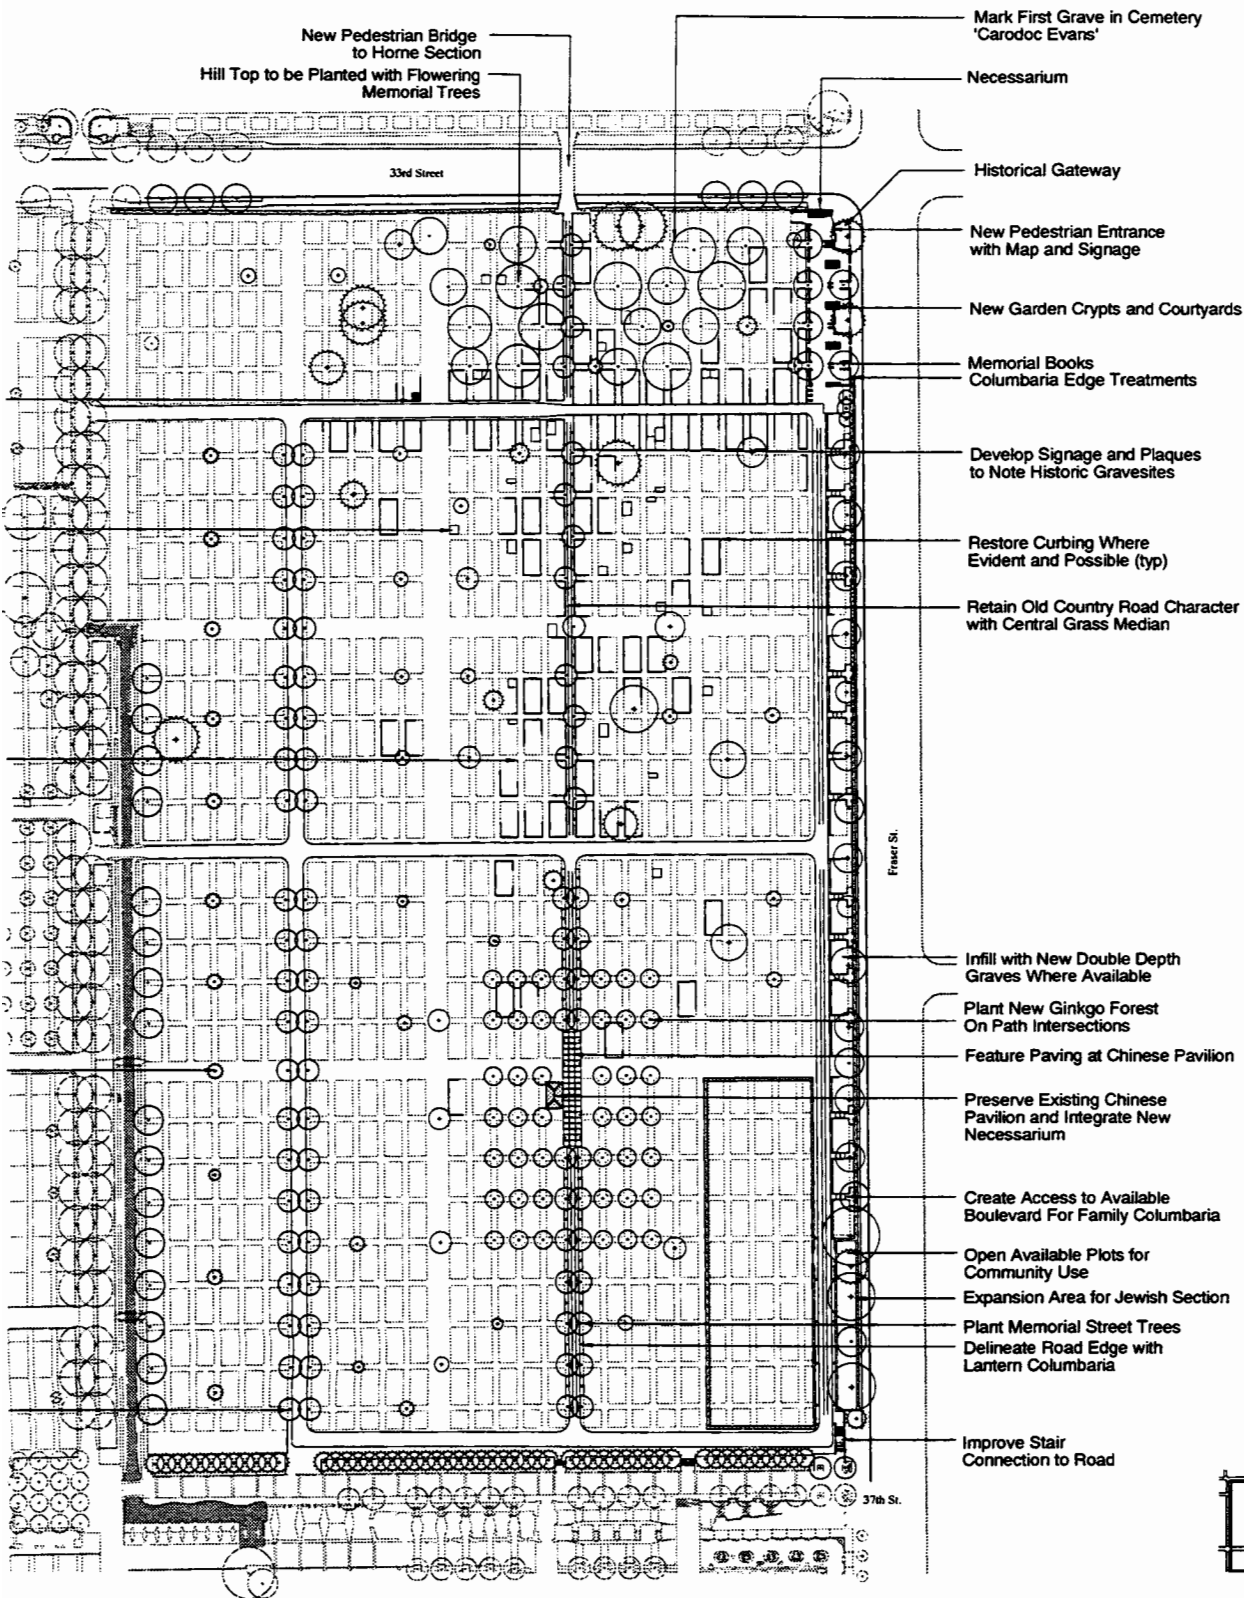 New Pedestrian Bridge
to Horne Section
Hill Top to be Planted with Flowering
Memorial Trees
Mark First Grave in Cemetery
'Carodoc Evans'
Necessarium
33rd Street
Historical Gateway
New Pedestrian Entrance
with Map and Signage
New Garden Crypts and Courtyards
Memorial Books
Columbaria Edge Treatments
Develop Signage and Plaques
to Note Historic Gravesites
Restore Curbing Where
Evident and Possible (typ)
Retain Old Country Road Character
with Central Grass Median
Fraser St.
Infill with New Double Depth
Graves Where Available
Plant New Ginkgo Forest
On Path Intersections
Feature Paving at Chinese Pavilion
Preserve Existing Chinese
Pavilion and Integrate New
Necessarium
Create Access to Available
Boulevard For Family Columbaria
Open Available Plots for
Community Use
Expansion Area for Jewish Section
Plant Memorial Street Trees
Delineate Road Edge with
Lantern Columbaria
Improve Stair
Connection to Road
37th St.